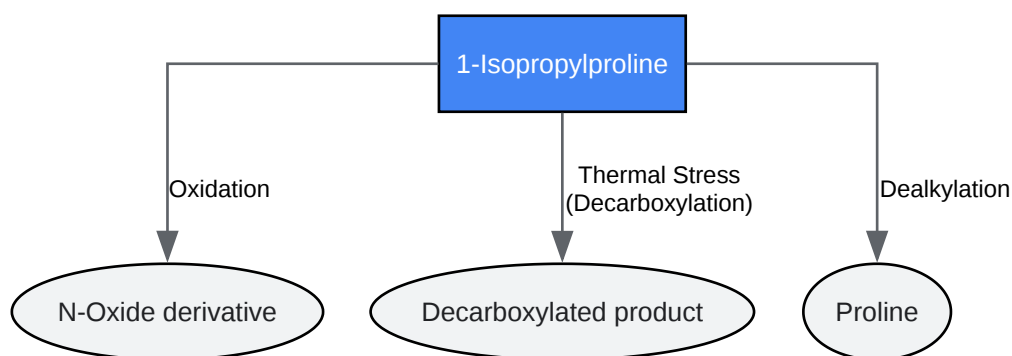 1-Isopropylproline
Oxidation
Thermal Stress
(Decarboxylation)
Dealkylation
N-Oxide derivative
Decarboxylated product
Proline